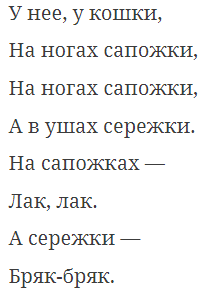 У нее, у кошки,
На ногах сапожки,
На ногах сапожки,
А в ушах сережки.
На сапожках —
Лак, лак.
А сережки —
Бряк-бряк.